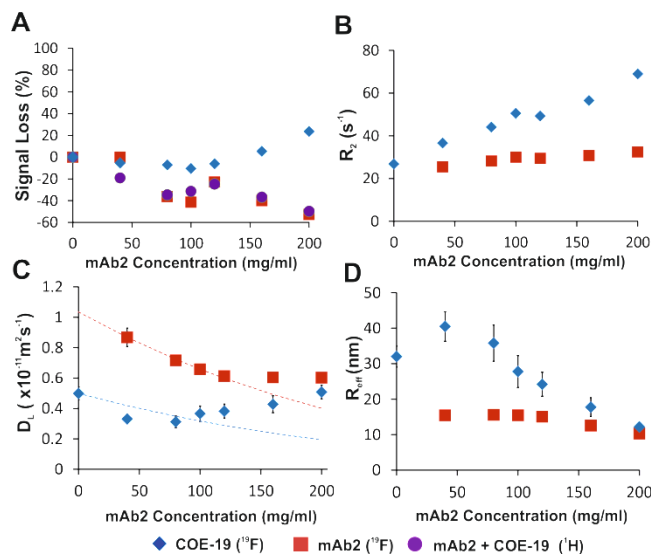 A
Signal Loss (%)
100
80
60
40
20
0
-20
-40
-60
0 50 100 150 200
mAb2 Concentration (mg/ml)
B
R2 (s-1)
80
60
40
20
0
0 50 100 150 200
mAb2 Concentration (mg/ml)
C
DL ( x10-11m2s-1)
1.2
1
0.8
0.6
0.4
0.2
0
0 50 100 150 200
mAb2 Concentration (mg/ml)
D
Reff (nm)
50
40
30
20
10
0
0 50 100 150 200
mAb2 Concentration (mg/ml)
COE-19 (19F) mAb2 (19F) mAb2 + COE-19 (1H)